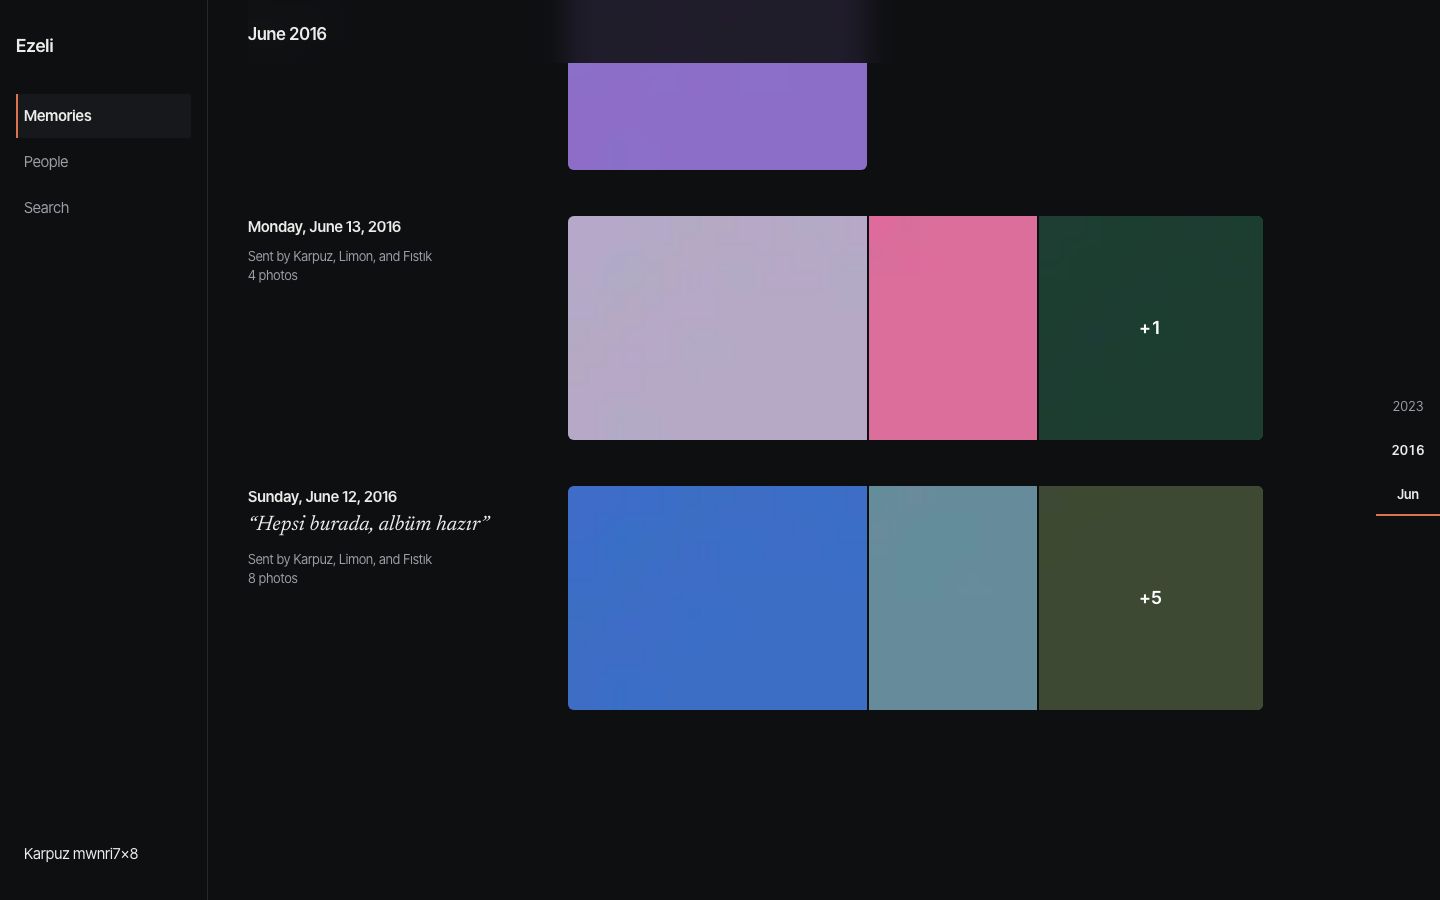 Ezeli
Memories
People
Search
Karpuz mwnri7×8
June 2016
Monday, June 13, 2016
Sent by Karpuz, Limon, and Fıstık
4 photos
+1
Sunday, June 12, 2016
“Hepsi burada, albüm hazır”
Sent by Karpuz, Limon, and Fıstık
8 photos
+5
2023
2016
Jun